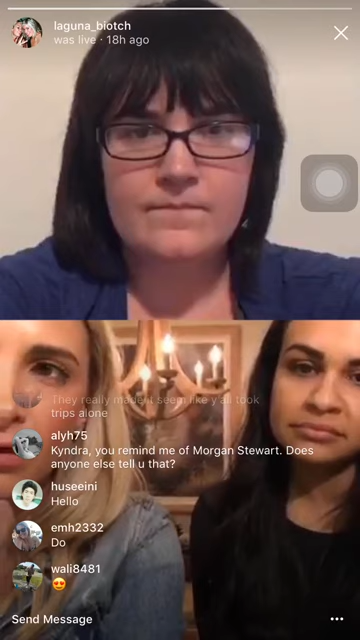 laguna_biotch
was live · 18h ago
They really made it seem like y'all took
trips alone
alyh75
Kyndra, you remind me of Morgan Stewart. Does
anyone else tell u that?
huseeini
Hello
emh2332
Do
wali8481
😍
Send Message